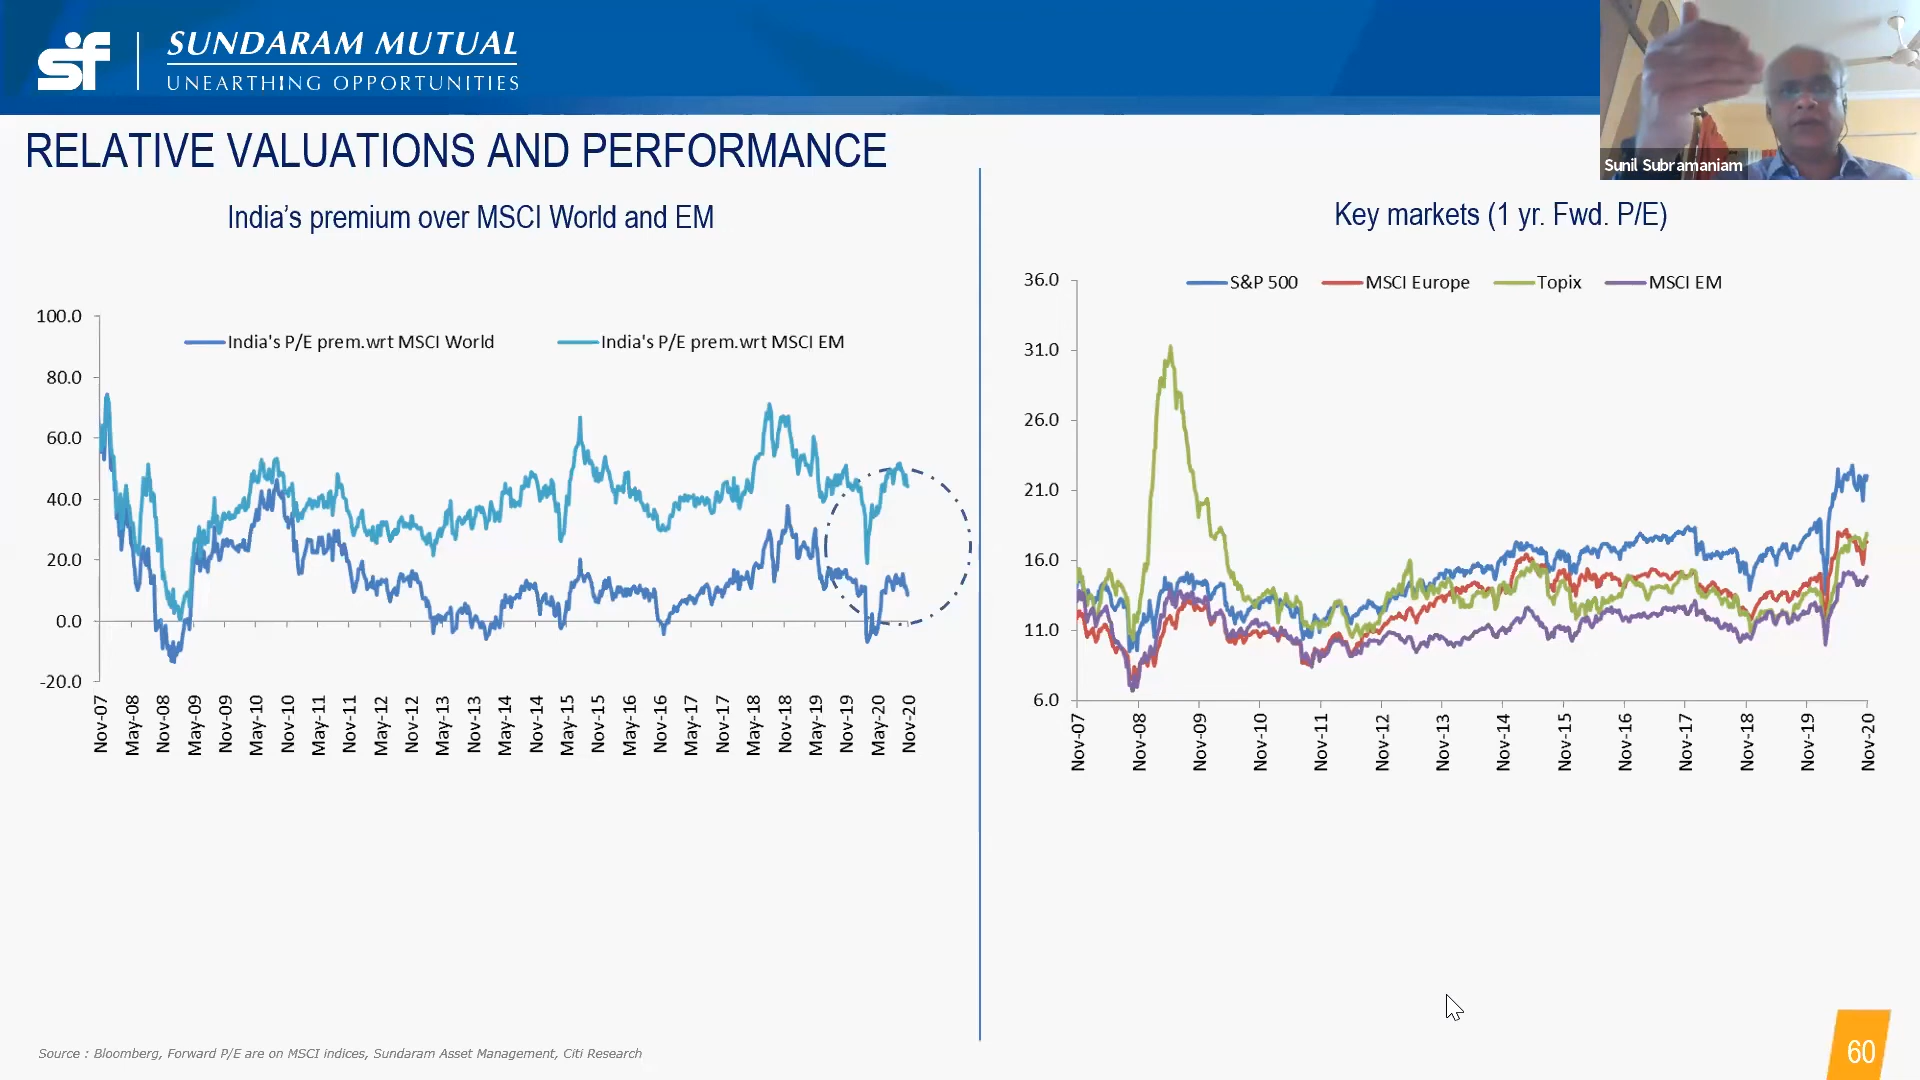 sf
SUNDARAM MUTUAL
UNEARTHING OPPORTUNITIES
Sunil Subramaniam
RELATIVE VALUATIONS AND PERFORMANCE
India's premium over MSCI World and EM
India's P/E prem.wrt MSCI World
India's P/E prem.wrt MSCI EM
100.0
80.0
60.0
40.0
20.0
0.0
-20.0
Nov-07
May-08
Nov-08
May-09
Nov-09
May-10
Nov-10
May-11
Nov-11
May-12
Nov-12
May-13
Nov-13
May-14
Nov-14
May-15
Nov-15
May-16
Nov-16
May-17
Nov-17
May-18
Nov-18
May-19
Nov-19
May-20
Nov-20
Key markets (1 yr. Fwd. P/E)
S&P 500
MSCI Europe
Topix
MSCI EM
36.0
31.0
26.0
21.0
16.0
11.0
6.0
Nov-07
Nov-08
Nov-09
Nov-10
Nov-11
Nov-12
Nov-13
Nov-14
Nov-15
Nov-16
Nov-17
Nov-18
Nov-19
Nov-20
Source : Bloomberg, Forward P/E are on MSCI indices, Sundaram Asset Management, Citi Research
60